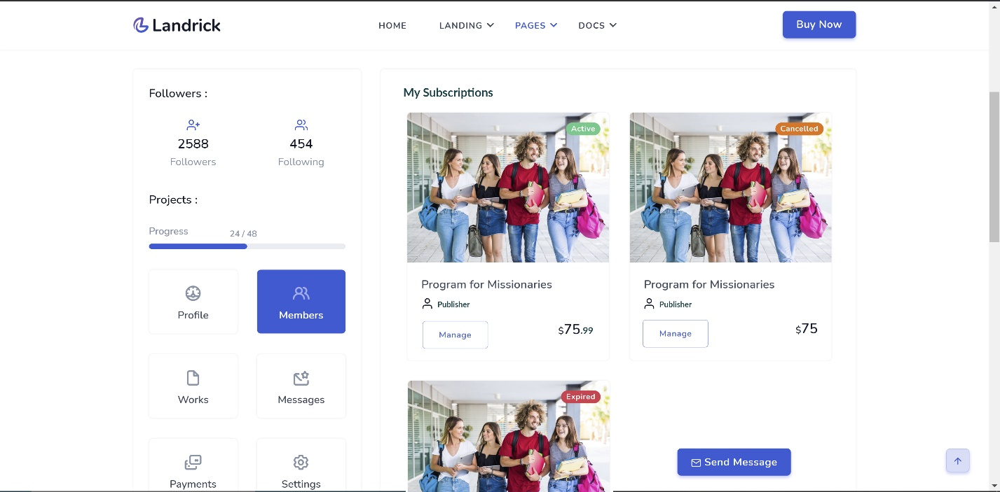 Landrick
HOME LANDING PAGES DOCS
Buy Now
Followers :
2588 454
Followers Following
Projects :
Progress 24 / 48
Profile Members
Works Messages
Payments Settings
My Subscriptions
Active Cancelled
Program for Missionaries Program for Missionaries
Publisher Publisher
Manage $75.99 Manage $75
Expired
Send Message